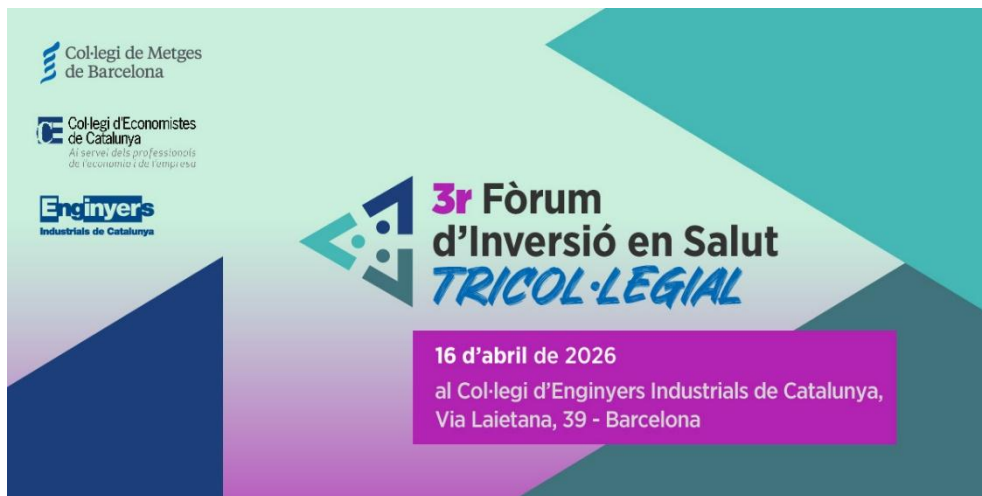 Col·legi de Metges
de Barcelona
Col·legi d'Economistes
de Catalunya
Al servei dels professionals
de l'economia i de l'empresa
Enginyers
Industrials de Catalunya
3r Fòrum
d'Inversió en Salut
TRICOL·LEGIAL
16 d'abril de 2026
al Col·legi d'Enginyers Industrials de Catalunya,
Via Laietana, 39 - Barcelona